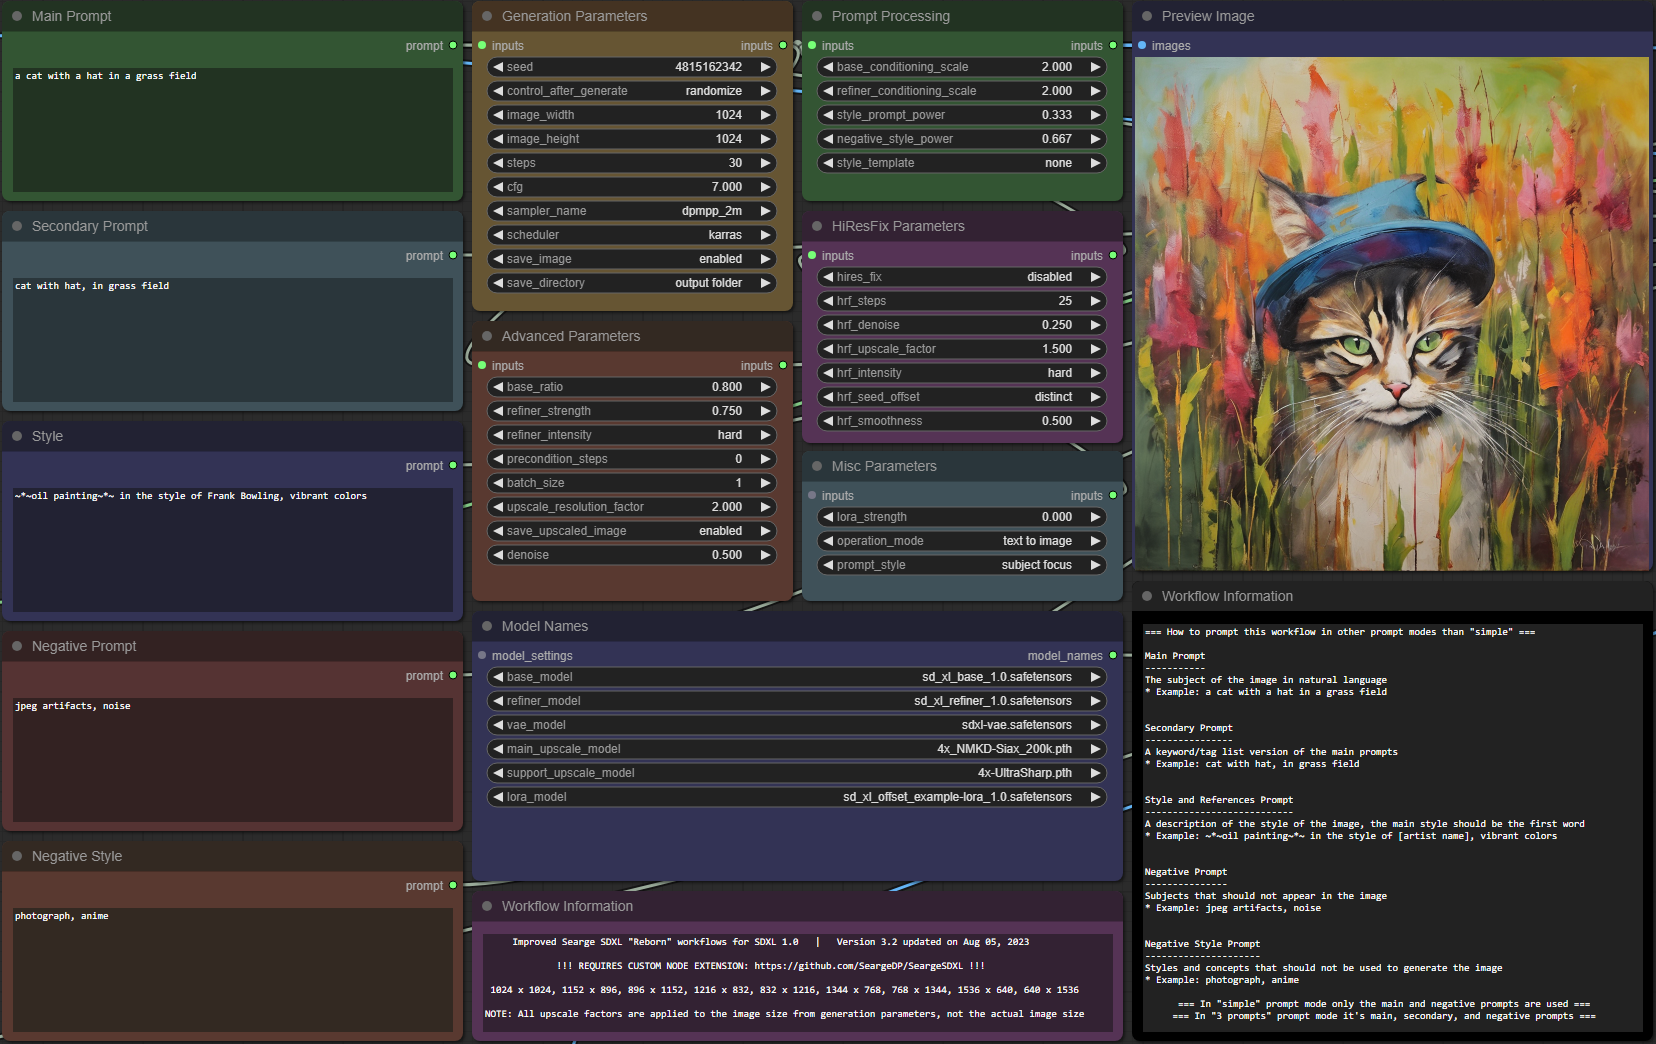 Main Prompt
prompt
a cat with a hat in a grass field
Secondary Prompt
prompt
cat with hat, in grass field
Style
prompt
~*~oil painting~*~ in the style of Frank Bowling, vibrant colors
Negative Prompt
prompt
jpeg artifacts, noise
Negative Style
prompt
photograph, anime
Generation Parameters
inputs inputs
seed 4815162342
control_after_generate randomize
image_width 1024
image_height 1024
steps 30
cfg 7.000
sampler_name dpmpp_2m
scheduler karras
save_image enabled
save_directory output folder
Advanced Parameters
inputs inputs
base_ratio 0.800
refiner_strength 0.750
refiner_intensity hard
precondition_steps 0
batch_size 1
upscale_resolution_factor 2.000
save_upscaled_image enabled
denoise 0.500
Prompt Processing
inputs inputs
base_conditioning_scale 2.000
refiner_conditioning_scale 2.000
style_prompt_power 0.333
negative_style_power 0.667
style_template none
HiResFix Parameters
inputs inputs
hires_fix disabled
hrf_steps 25
hrf_denoise 0.250
hrf_upscale_factor 1.500
hrf_intensity hard
hrf_seed_offset distinct
hrf_smoothness 0.500
Misc Parameters
inputs inputs
lora_strength 0.000
operation_mode text to image
prompt_style subject focus
Model Names
model_settings model_names
base_model sd_xl_base_1.0.safetensors
refiner_model sd_xl_refiner_1.0.safetensors
vae_model sdxl-vae.safetensors
main_upscale_model 4x_NMKD-Siax_200k.pth
support_upscale_model 4x-UltraSharp.pth
lora_model sd_xl_offset_example-lora_1.0.safetensors
Workflow Information
Improved Searge SDXL "Reborn" workflows for SDXL 1.0 | Version 3.2 updated on Aug 05, 2023
!!! REQUIRES CUSTOM NODE EXTENSION: https://github.com/SeargeDP/SeargeSDXL !!!
1024 x 1024, 1152 x 896, 896 x 1152, 1216 x 832, 832 x 1216, 1344 x 768, 768 x 1344, 1536 x 640, 640 x 1536
NOTE: All upscale factors are applied to the image size from generation parameters, not the actual image size
Preview Image
images
Workflow Information
=== How to prompt this workflow in other prompt modes than "simple" ===
Main Prompt
-----------
The subject of the image in natural language
* Example: a cat with a hat in a grass field
Secondary Prompt
----------------
A keyword/tag list version of the main prompts
* Example: cat with hat, in grass field
Style and References Prompt
---------------------------
A description of the style of the image, the main style should be the first word
* Example: ~*~oil painting~*~ in the style of [artist name], vibrant colors
Negative Prompt
---------------
Subjects that should not appear in the image
* Example: jpeg artifacts, noise
Negative Style Prompt
---------------------
Styles and concepts that should not be used to generate the image
* Example: photograph, anime
=== In "simple" prompt mode only the main and negative prompts are used ===
=== In "3 prompts" prompt mode it's main, secondary, and negative prompts ===